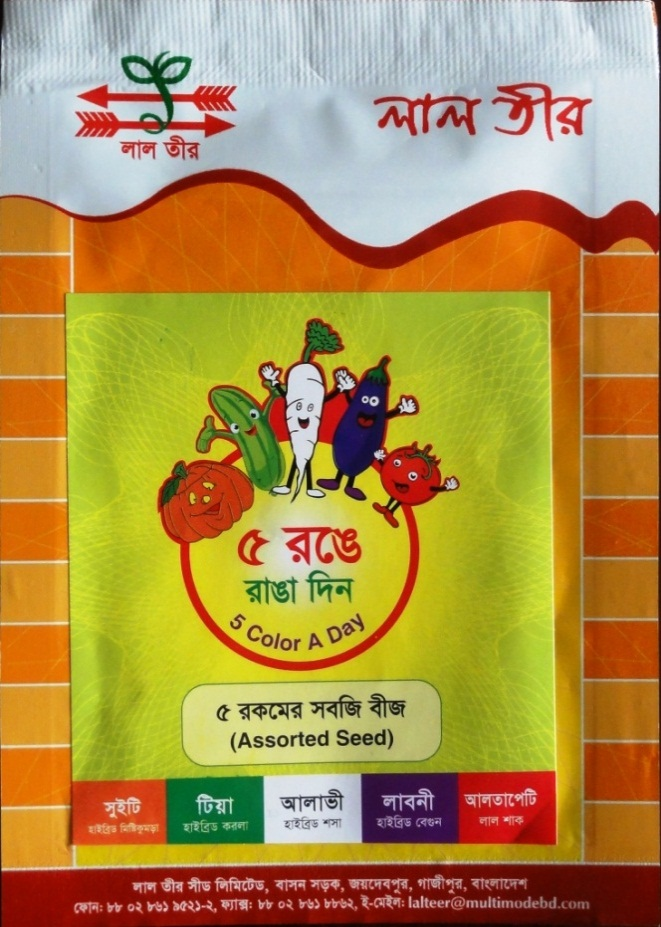 লাল তীর
লাল তীর
৫ রঙে
রাঙা দিন
5 Color A Day
৫ রকমের সবজি বীজ
(Assorted Seed)
সুইটি
হাইব্রিড মিষ্টিকুমড়া
টিয়া
হাইব্রিড করলা
আলাভী
হাইব্রিড শসা
লাবনী
হাইব্রিড বেগুন
আলতাপেটি
লাল শাক
লাল তীর সীড লিমিটেড, বাসন সড়ক, জয়দেবপুর, গাজীপুর, বাংলাদেশ
ফোন: ৮৮ ০২ ৮৬১ ৯৫২১-২, ফ্যাক্স: ৮৮ ০২ ৮৬১ ৮৮৬২, ই-মেইল: lalteer@multimodebd.com